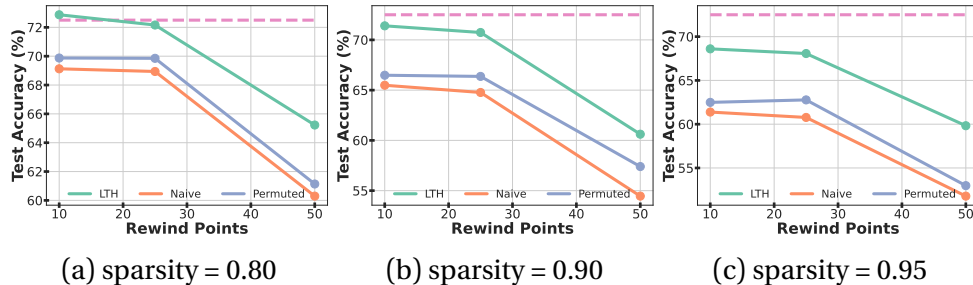 Test Accuracy (%)
72
70
68
66
64
62
60
10 20 30 40 50
LTH Naive Permuted
Rewind Points
(a) sparsity = 0.80
Test Accuracy (%)
70
65
60
55
10 20 30 40 50
LTH Naive Permuted
Rewind Points
(b) sparsity = 0.90
Test Accuracy (%)
70
65
60
55
10 20 30 40 50
LTH Naive Permuted
Rewind Points
(c) sparsity = 0.95